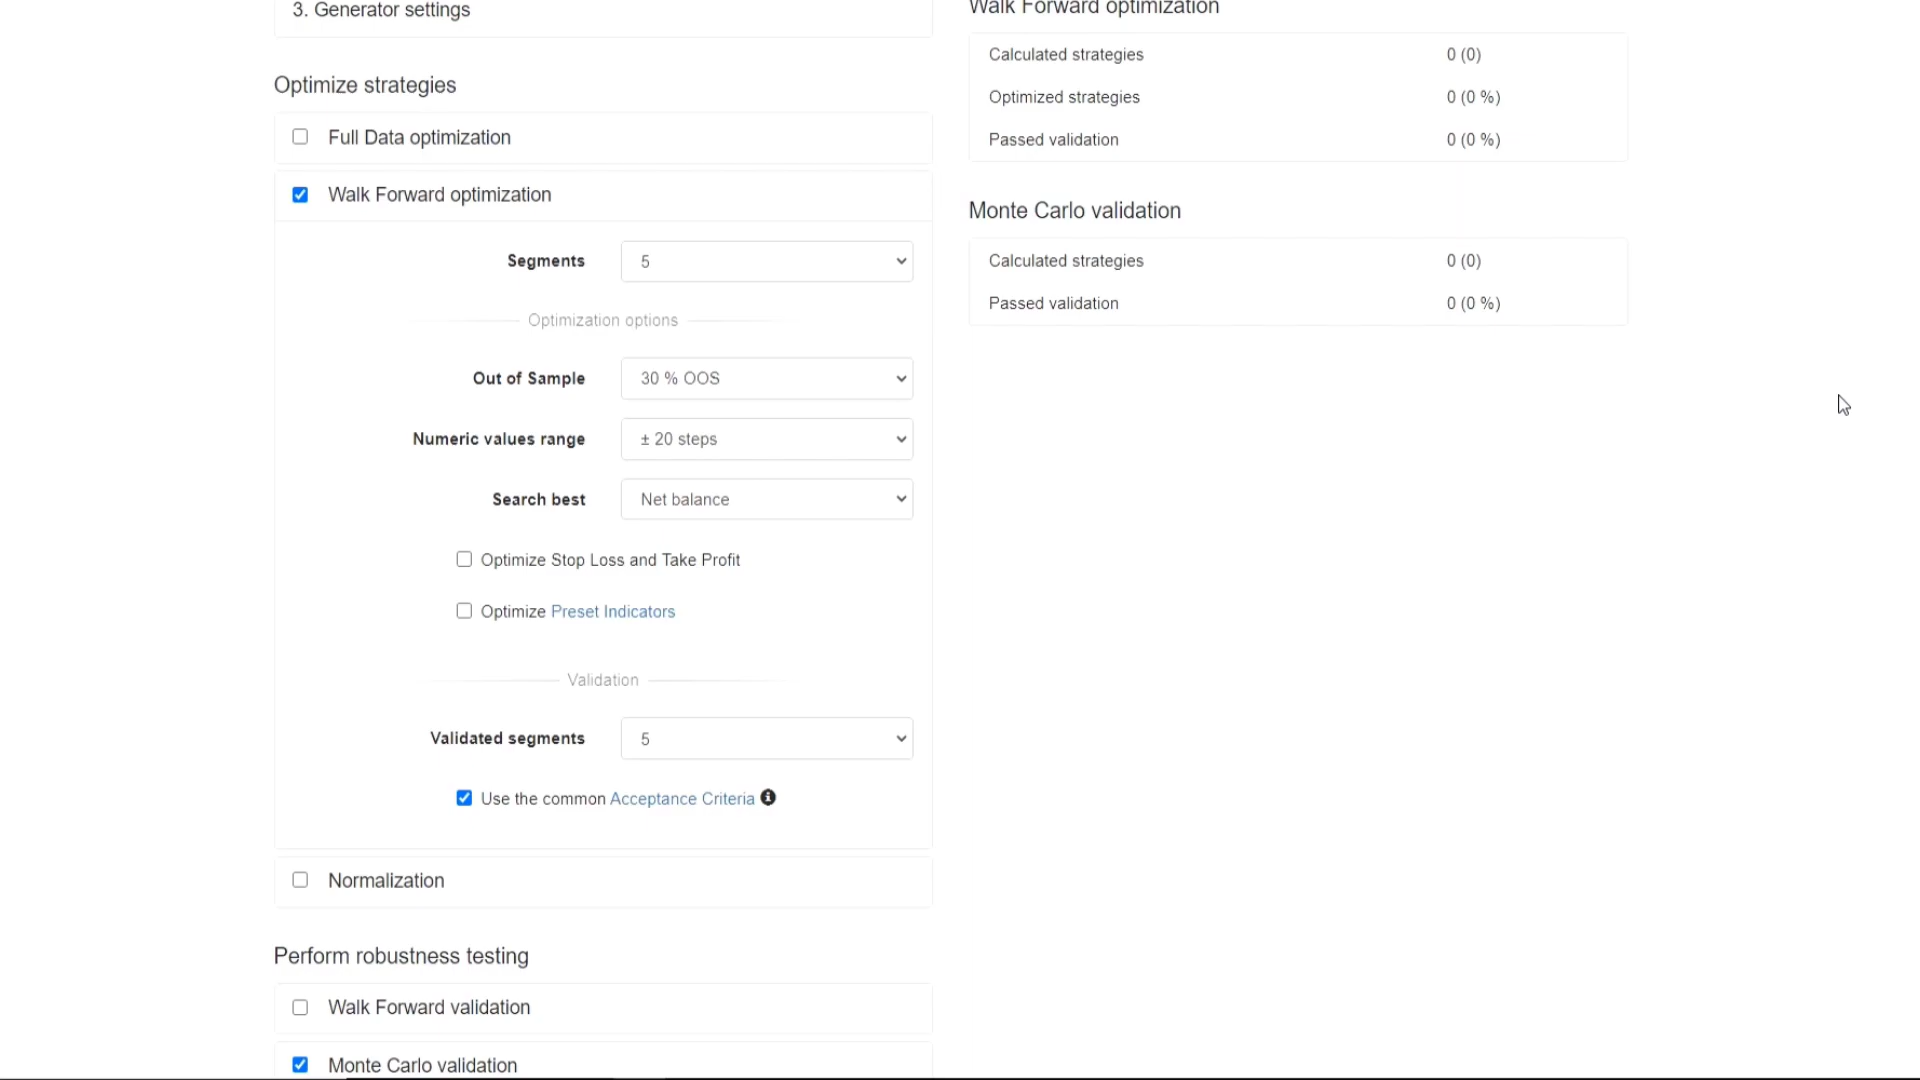 3. Generator settings
Optimize strategies
Full Data optimization
Walk Forward optimization
Segments 5
Optimization options
Out of Sample 30 % OOS
Numeric values range ± 20 steps
Search best Net balance
Optimize Stop Loss and Take Profit
Optimize Preset Indicators
Validation
Validated segments 5
Use the common Acceptance Criteria
Normalization
Perform robustness testing
Walk Forward validation
Monte Carlo validation
Walk Forward optimization
Calculated strategies 0 (0)
Optimized strategies 0 (0 %)
Passed validation 0 (0 %)
Monte Carlo validation
Calculated strategies 0 (0)
Passed validation 0 (0 %)